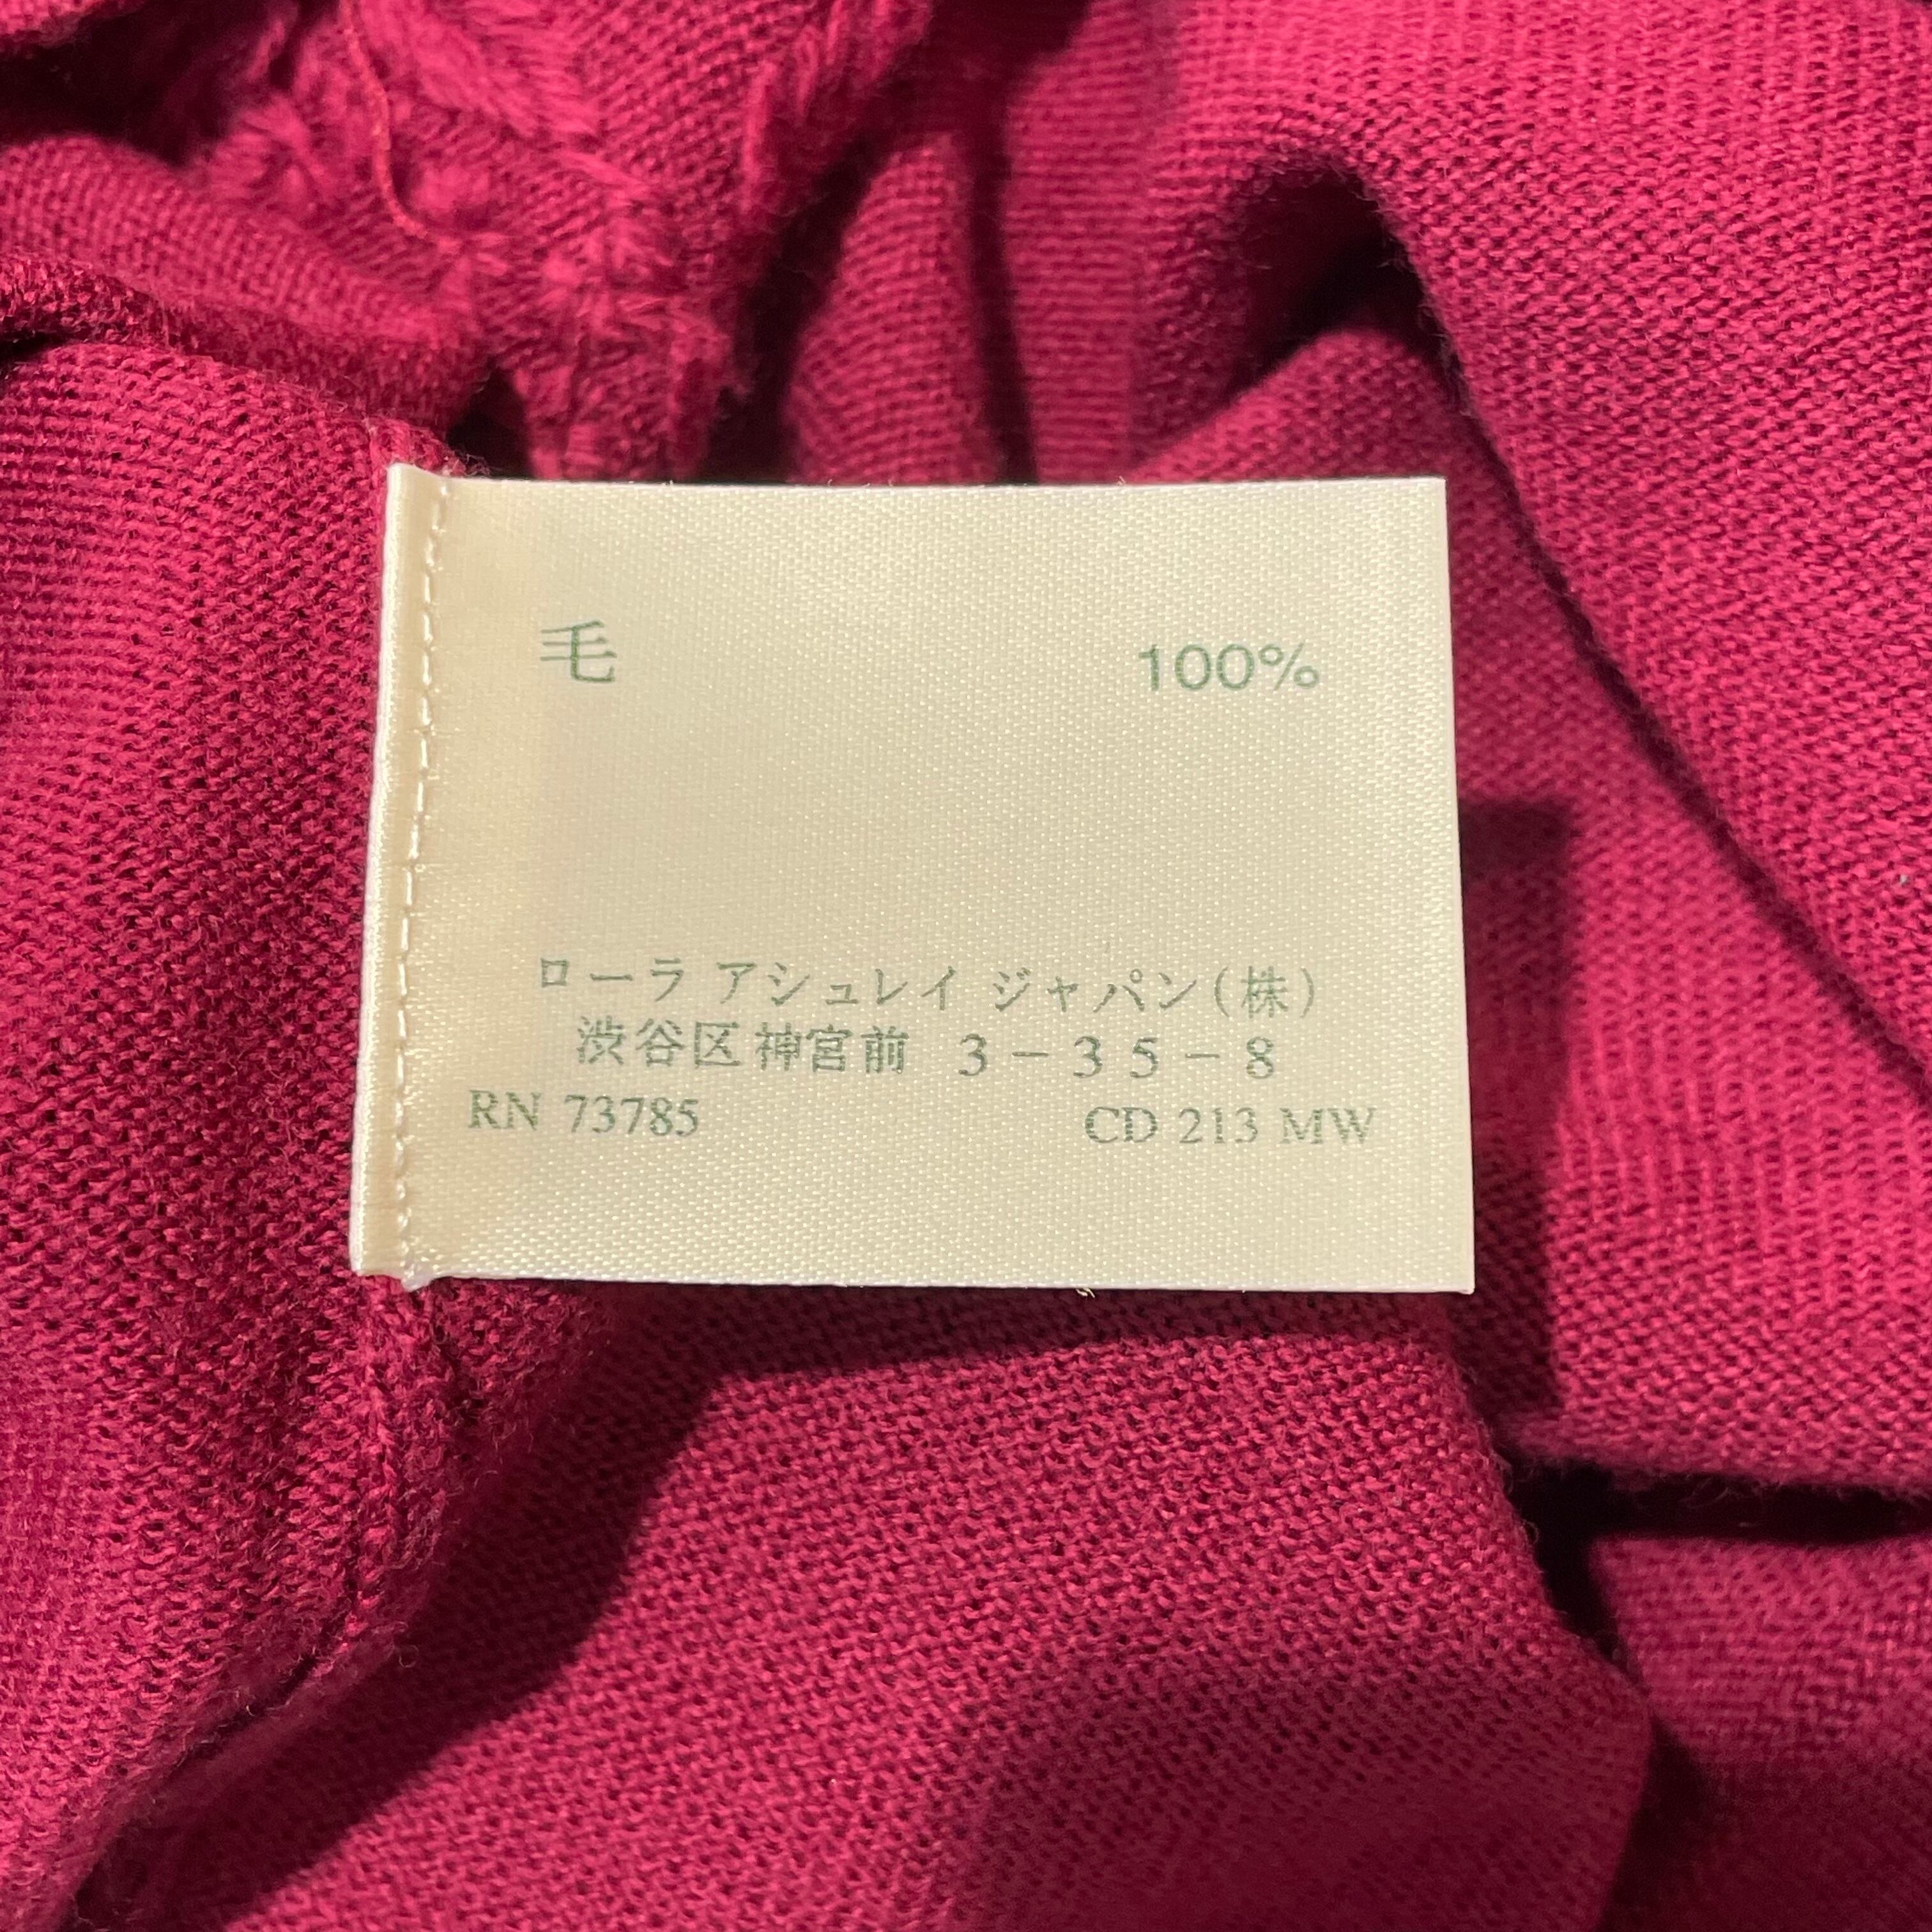 毛 100%
ローラ アシュレイ ジャパン(株)
渋谷区神宮前 3-35-8
RN 73785 CD 213 MW